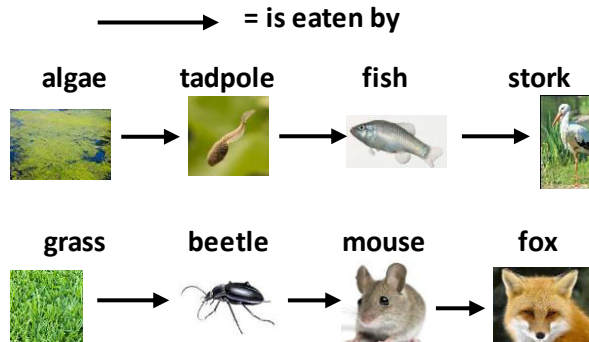 = is eaten by
algae tadpole fish stork
grass beetle mouse fox